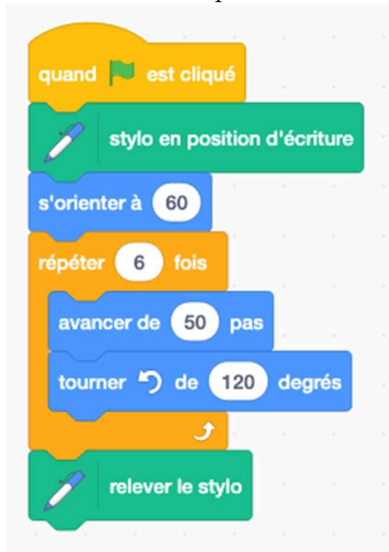 quand est cliqué
stylo en position d'écriture
s'orienter à 60
répéter 6 fois
avancer de 50 pas
tourner de 120 degrés
relever le stylo